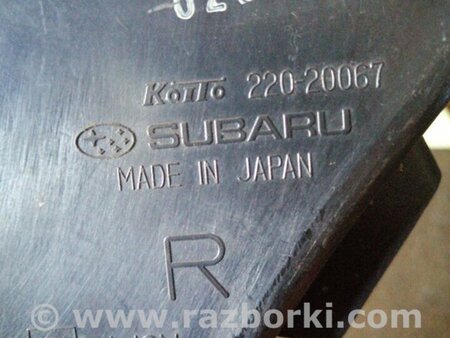 KoITo 220-20067
SUBARU
MADE IN JAPAN
R
© www.razborki.com